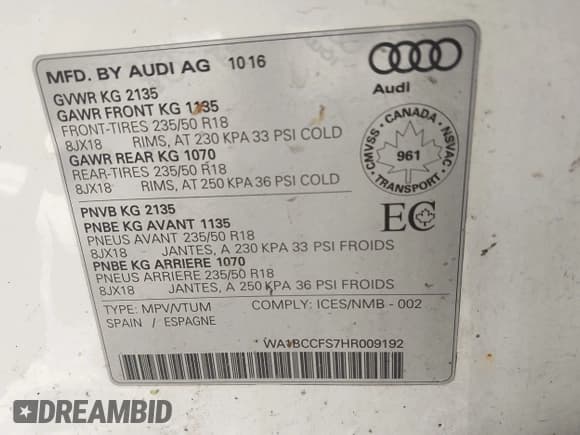 MFD. BY AUDI AG 10 16
Audi
GVWR KG 2135
GAWR FRONT KG 1135
FRONT-TIRES 235/50 R18
8JX18 RIMS, AT 230 KPA 33 PSI COLD
GAWR REAR KG 1070
REAR-TIRES 235/50 R18
8JX18 RIMS, AT 250 KPA 36 PSI COLD
CMVSS - CANADA - NSVAC
961
TRANSPORT
PNVB KG 2135
PNBE KG AVANT 1135
PNEUS AVANT 235/50 R18
8JX18 JANTES, A 230 KPA 33 PSI FROIDS
PNBE KG ARRIERE 1070
PNEUS ARRIERE 235/50 R18
8JX18 JANTES, A 250 KPA 36 PSI FROIDS
EC
TYPE: MPV/VTUM COMPLY: ICES/NMB - 002
SPAIN / ESPAGNE
WA1BCCFS7HR009192
DREAMBID